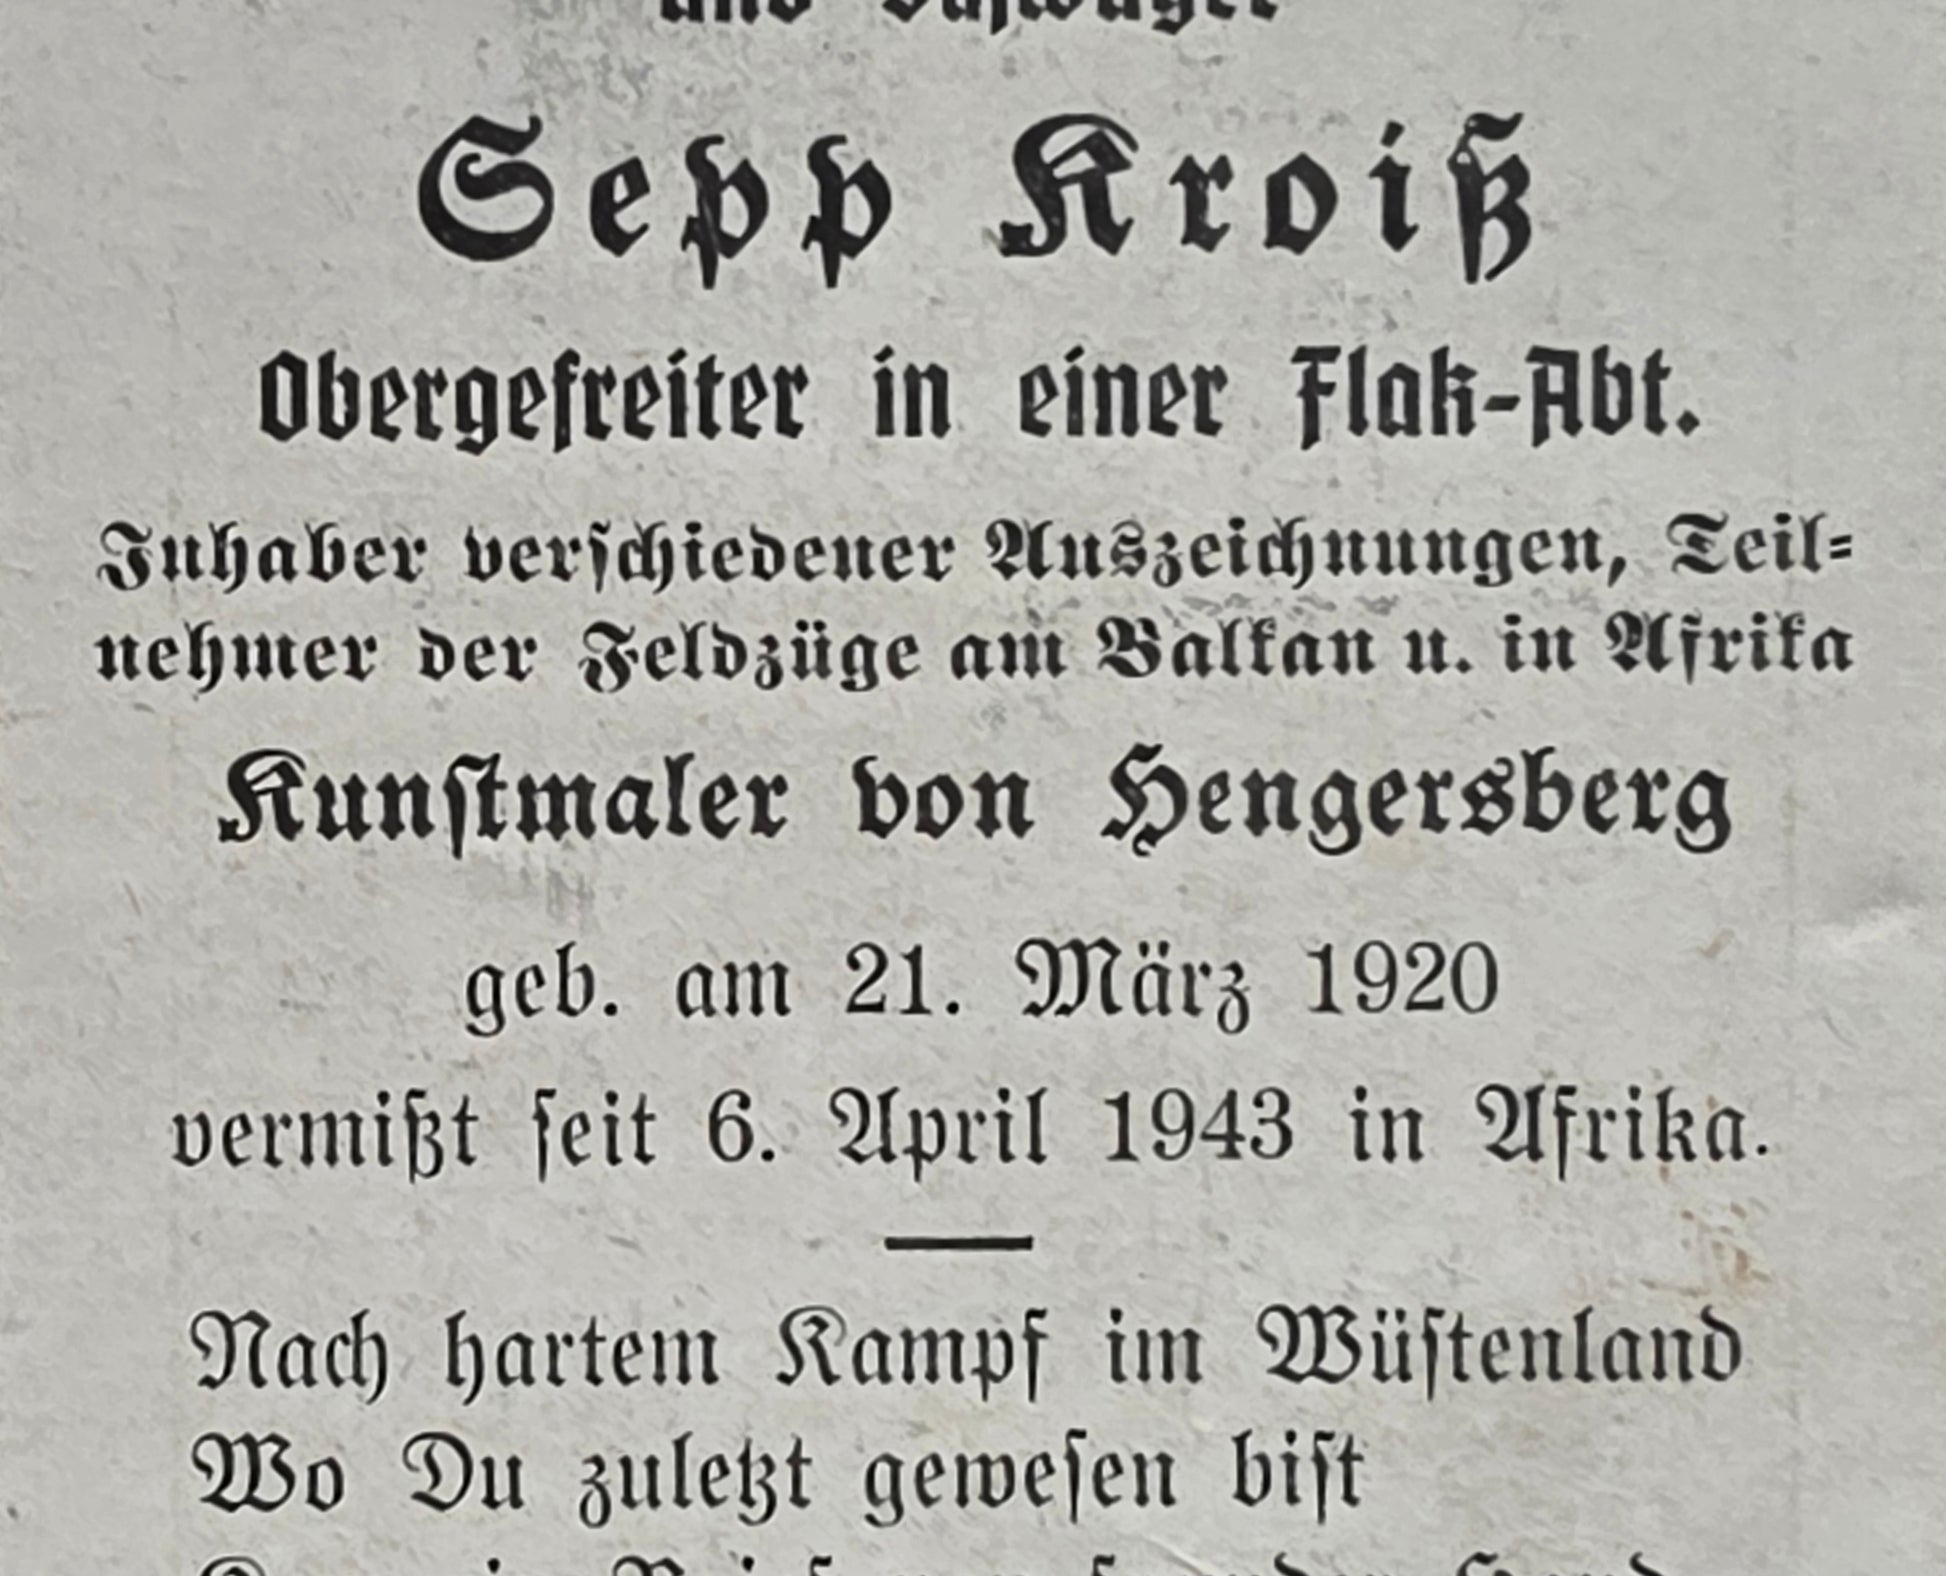 und Schwager
Sepp Kroiß
Obergefreiter in einer Flak-Abt.
Inhaber verschiedener Auszeichnungen, Teil-
nehmer der Feldzüge am Balkan u. in Afrika
Kunstmaler von Hengersberg
geb. am 21. März 1920
vermißt seit 6. April 1943 in Afrika.
Nach hartem Kampf im Wüstenland
Wo Du zuletzt gewesen bist